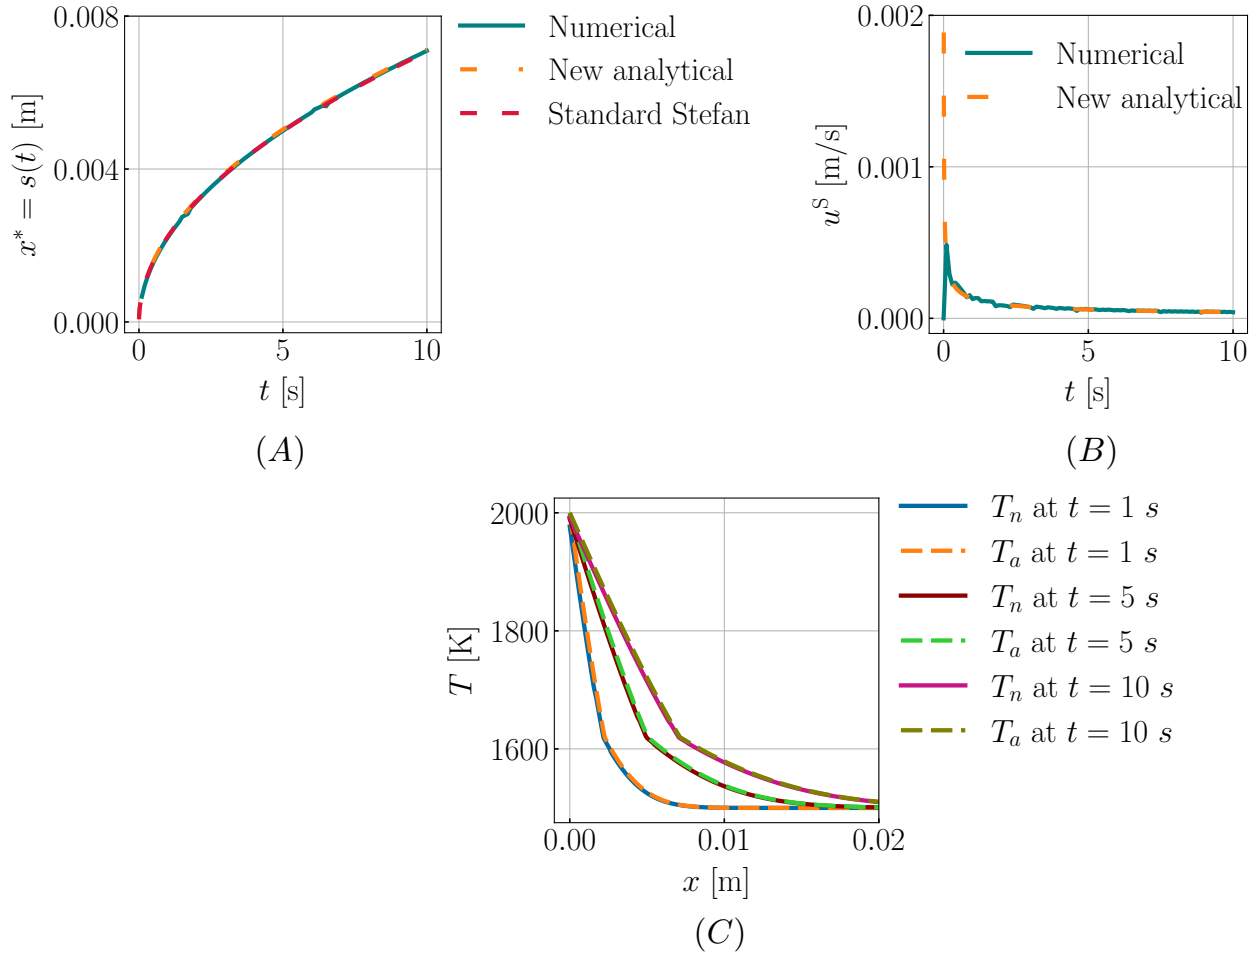 0.008
0.004
0.000
x* = s(t) [m]
0
5
10
t [s]
Numerical
New analytical
Standard Stefan
(A)
0.002
0.001
0.000
u^S [m/s]
0
5
10
t [s]
Numerical
New analytical
(B)
2000
1800
1600
T [K]
0.00
0.01
0.02
x [m]
T_n at t = 1 s
T_a at t = 1 s
T_n at t = 5 s
T_a at t = 5 s
T_n at t = 10 s
T_a at t = 10 s
(C)